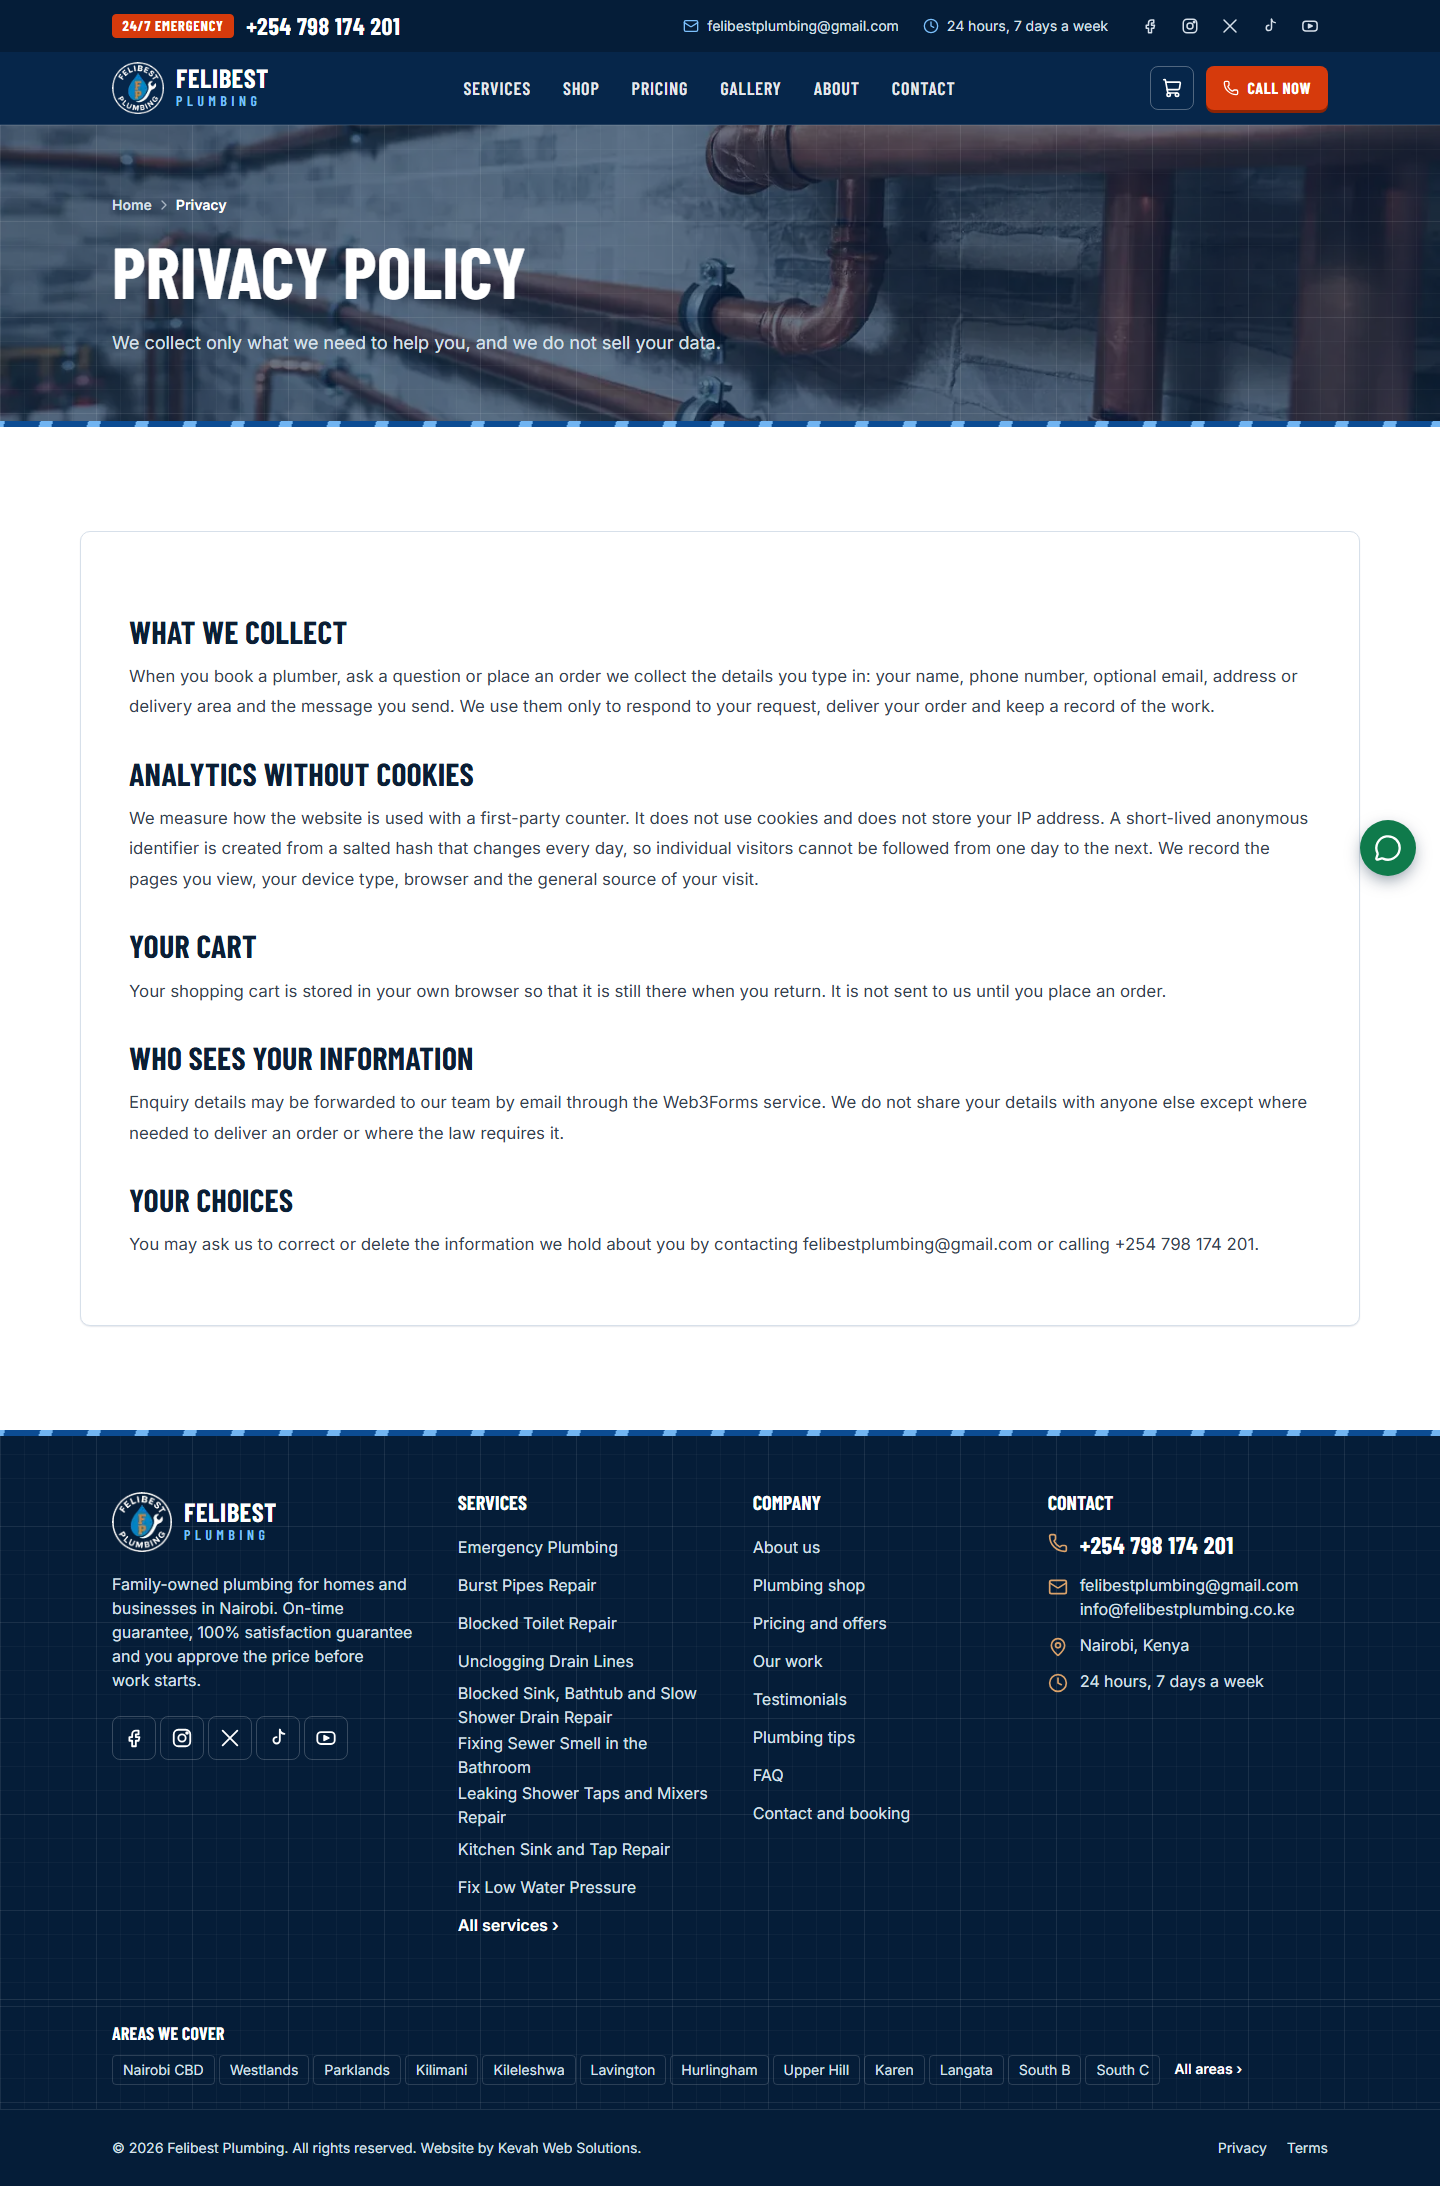 24/7 EMERGENCY +254 798 174 201 felibestplumbing@gmail.com 24 hours, 7 days a week
FELIBEST PLUMBING
FELIBEST
PLUMBING
SERVICES SHOP PRICING GALLERY ABOUT CONTACT
CALL NOW
Home > Privacy
PRIVACY POLICY
We collect only what we need to help you, and we do not sell your data.
WHAT WE COLLECT
When you book a plumber, ask a question or place an order we collect the details you type in: your name, phone number, optional email, address or
delivery area and the message you send. We use them only to respond to your request, deliver your order and keep a record of the work.
ANALYTICS WITHOUT COOKIES
We measure how the website is used with a first-party counter. It does not use cookies and does not store your IP address. A short-lived anonymous
identifier is created from a salted hash that changes every day, so individual visitors cannot be followed from one day to the next. We record the
pages you view, your device type, browser and the general source of your visit.
YOUR CART
Your shopping cart is stored in your own browser so that it is still there when you return. It is not sent to us until you place an order.
WHO SEES YOUR INFORMATION
Enquiry details may be forwarded to our team by email through the Web3Forms service. We do not share your details with anyone else except where
needed to deliver an order or where the law requires it.
YOUR CHOICES
You may ask us to correct or delete the information we hold about you by contacting felibestplumbing@gmail.com or calling +254 798 174 201.
FELIBEST PLUMBING
FP
FELIBEST
PLUMBING
Family-owned plumbing for homes and
businesses in Nairobi. On-time
guarantee, 100% satisfaction guarantee
and you approve the price before
work starts.
SERVICES
Emergency Plumbing
Burst Pipes Repair
Blocked Toilet Repair
Unclogging Drain Lines
Blocked Sink, Bathtub and Slow
Shower Drain Repair
Fixing Sewer Smell in the
Bathroom
Leaking Shower Taps and Mixers
Repair
Kitchen Sink and Tap Repair
Fix Low Water Pressure
All services ›
COMPANY
About us
Plumbing shop
Pricing and offers
Our work
Testimonials
Plumbing tips
FAQ
Contact and booking
CONTACT
+254 798 174 201
felibestplumbing@gmail.com
info@felibestplumbing.co.ke
Nairobi, Kenya
24 hours, 7 days a week
AREAS WE COVER
Nairobi CBD Westlands Parklands Kilimani Kileleshwa Lavington Hurlingham Upper Hill Karen Langata South B South C All areas ›
© 2026 Felibest Plumbing. All rights reserved. Website by Kevah Web Solutions. Privacy Terms